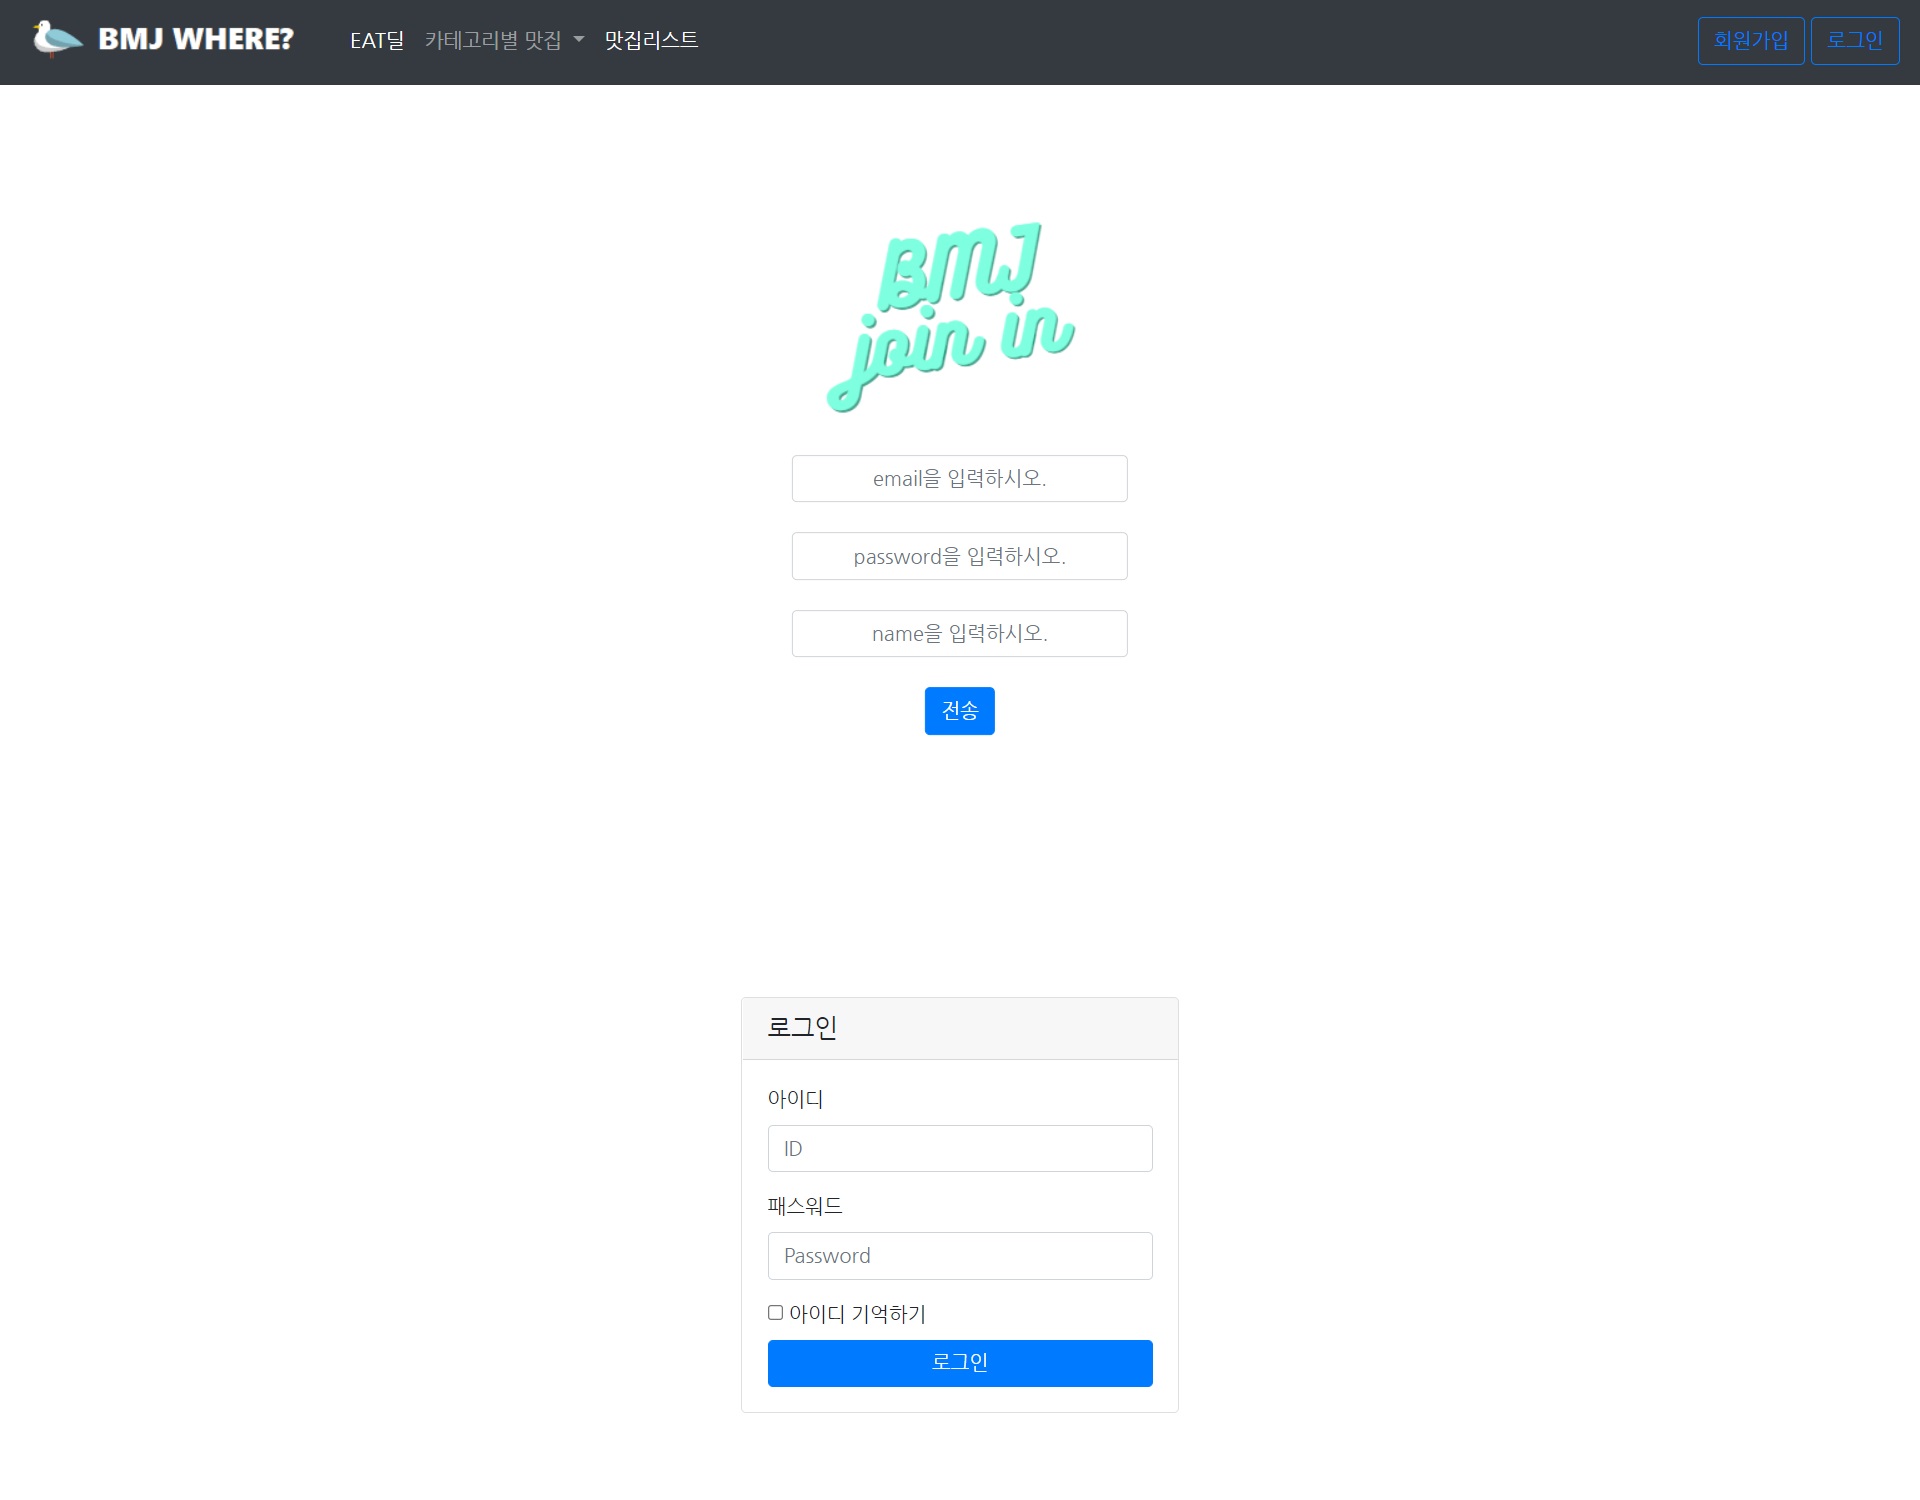 BMJ WHERE? EAT딜 카테고리별 맛집 맛집리스트 회원가입 로그인
BMJ
join in
email을 입력하시오.
password을 입력하시오.
name을 입력하시오.
전송
로그인
아이디
ID
패스워드
Password
아이디 기억하기
로그인